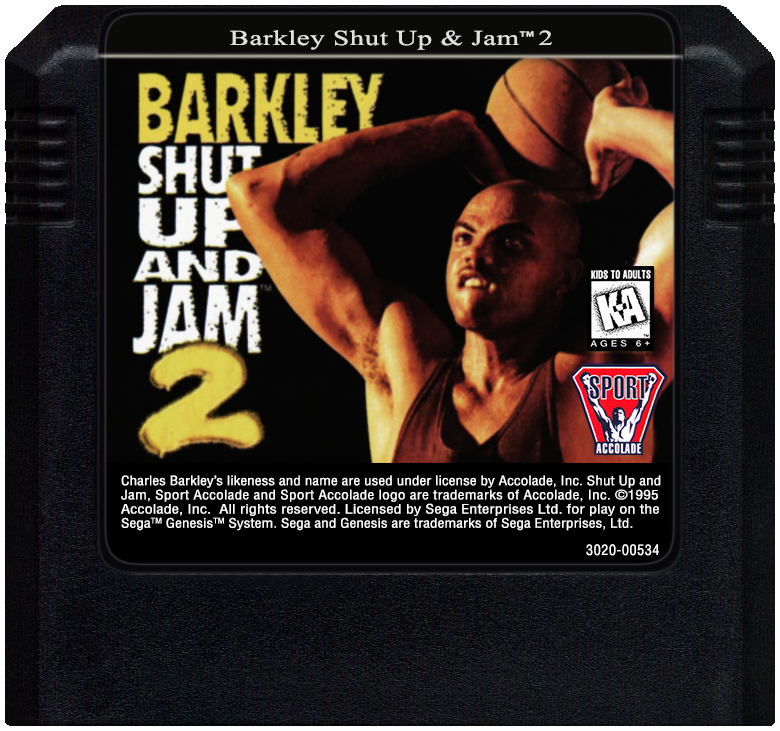 Barkley Shut Up & Jam™ 2
BARKLEY
SHUT
UP
AND
JAM™
2
KIDS TO ADULTS
K-A
™
AGES 6+
SPORT
ACCOLADE
Charles Barkley's likeness and name are used under license by Accolade, Inc. Shut Up and
Jam, Sport Accolade and Sport Accolade logo are trademarks of Accolade, Inc. ©1995
Accolade, Inc. All rights reserved. Licensed by Sega Enterprises Ltd. for play on the
Sega™ Genesis™ System. Sega and Genesis are trademarks of Sega Enterprises, Ltd.
3020-00534